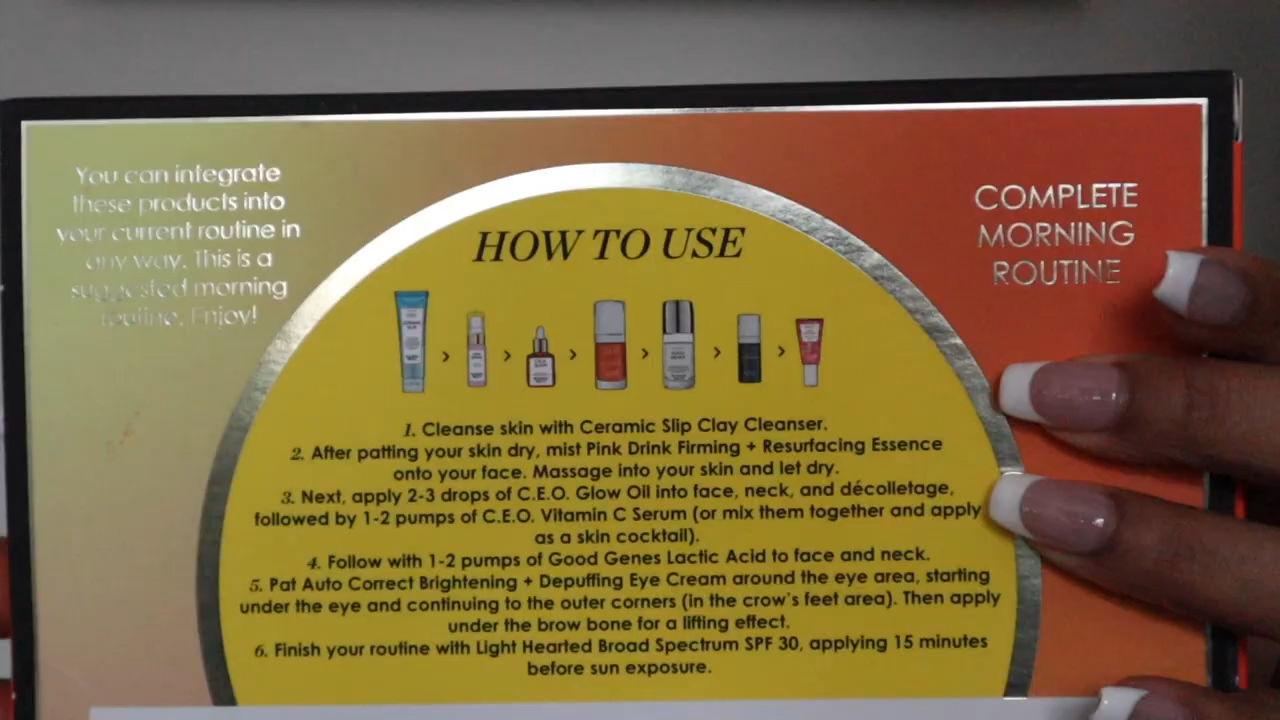 You can integrate
these products into
your current routine in
any way. This is a
suggested morning
routine. Enjoy!
COMPLETE
MORNING
ROUTINE
HOW TO USE
1. Cleanse skin with Ceramic Slip Clay Cleanser.
2. After patting your skin dry, mist Pink Drink Firming + Resurfacing Essence
onto your face. Massage into your skin and let dry.
3. Next, apply 2-3 drops of C.E.O. Glow Oil into face, neck, and décolletage,
followed by 1-2 pumps of C.E.O. Vitamin C Serum (or mix them together and apply
as a skin cocktail).
4. Follow with 1-2 pumps of Good Genes Lactic Acid to face and neck.
5. Pat Auto Correct Brightening + Depuffing Eye Cream around the eye area, starting
under the eye and continuing to the outer corners (in the crow's feet area). Then apply
under the brow bone for a lifting effect.
6. Finish your routine with Light Hearted Broad Spectrum SPF 30, applying 15 minutes
before sun exposure.